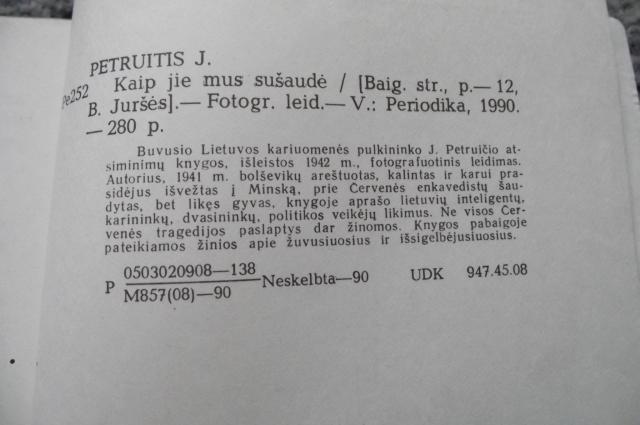 PETRUITIS J.
Pe252 Kaip jie mus sušaudė / [Baig. str., p.— 12,
B. Juršės].— Fotogr. leid.— V.: Periodika, 1990.
— 280 p.
Buvusio Lietuvos kariuomenės pulkininko J. Petruičio at-
siminimų knygos, išleistos 1942 m., fotografuotinis leidimas.
Autorius, 1941 m. bolševikų areštuotas, kalintas ir karui pra-
sidėjus išvežtas į Minską, prie Červenės enkavedistų šau-
dytas, bet likęs gyvas, knygoje aprašo lietuvių inteligentų,
karininkų, dvasininkų, politikos veikėjų likimus. Ne visos Čer-
venės tragedijos paslaptys dar žinomos. Knygos pabaigoje
pateikiamos žinios apie žuvusiuosius ir išsigelbėjusiuosius.
P 0503020908—138
M857(08)—90 Neskelbta—90 UDK 947.45.08